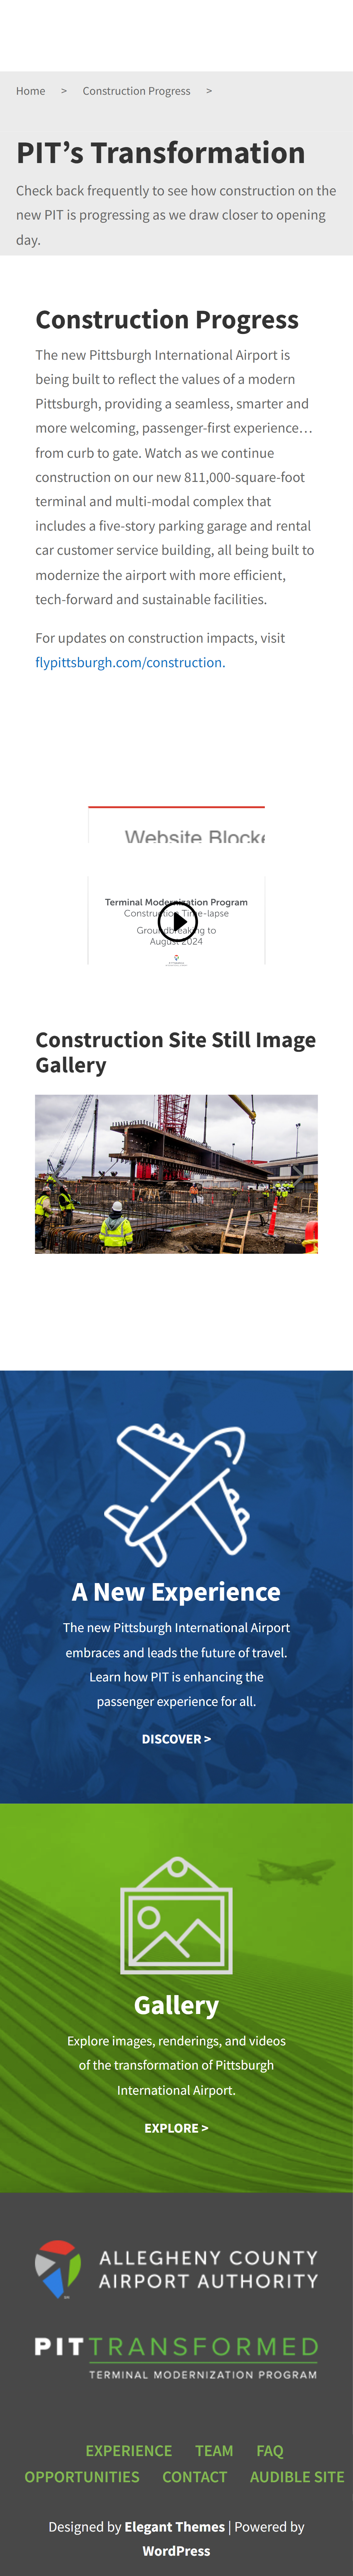 Home > Construction Progress >
PIT’s Transformation
Check back frequently to see how construction on the
new PIT is progressing as we draw closer to opening
day.
Construction Progress
The new Pittsburgh International Airport is
being built to reflect the values of a modern
Pittsburgh, providing a seamless, smarter and
more welcoming, passenger-first experience…
from curb to gate. Watch as we continue
construction on our new 811,000-square-foot
terminal and multi-modal complex that
includes a five-story parking garage and rental
car customer service building, all being built to
modernize the airport with more efficient,
tech-forward and sustainable facilities.
For updates on construction impacts, visit
flypittsburgh.com/construction.
Website Blocke
Terminal Modernization Program
Construction Time-lapse
Groundbreaking to
August 2024
Construction Site Still Image
Gallery
A New Experience
The new Pittsburgh International Airport
embraces and leads the future of travel.
Learn how PIT is enhancing the
passenger experience for all.
DISCOVER >
Gallery
Explore images, renderings, and videos
of the transformation of Pittsburgh
International Airport.
EXPLORE >
ALLEGHENY COUNTY
AIRPORT AUTHORITY
PITTRANSFORMED
TERMINAL MODERNIZATION PROGRAM
EXPERIENCE TEAM FAQ
OPPORTUNITIES CONTACT AUDIBLE SITE
Designed by Elegant Themes | Powered by
WordPress